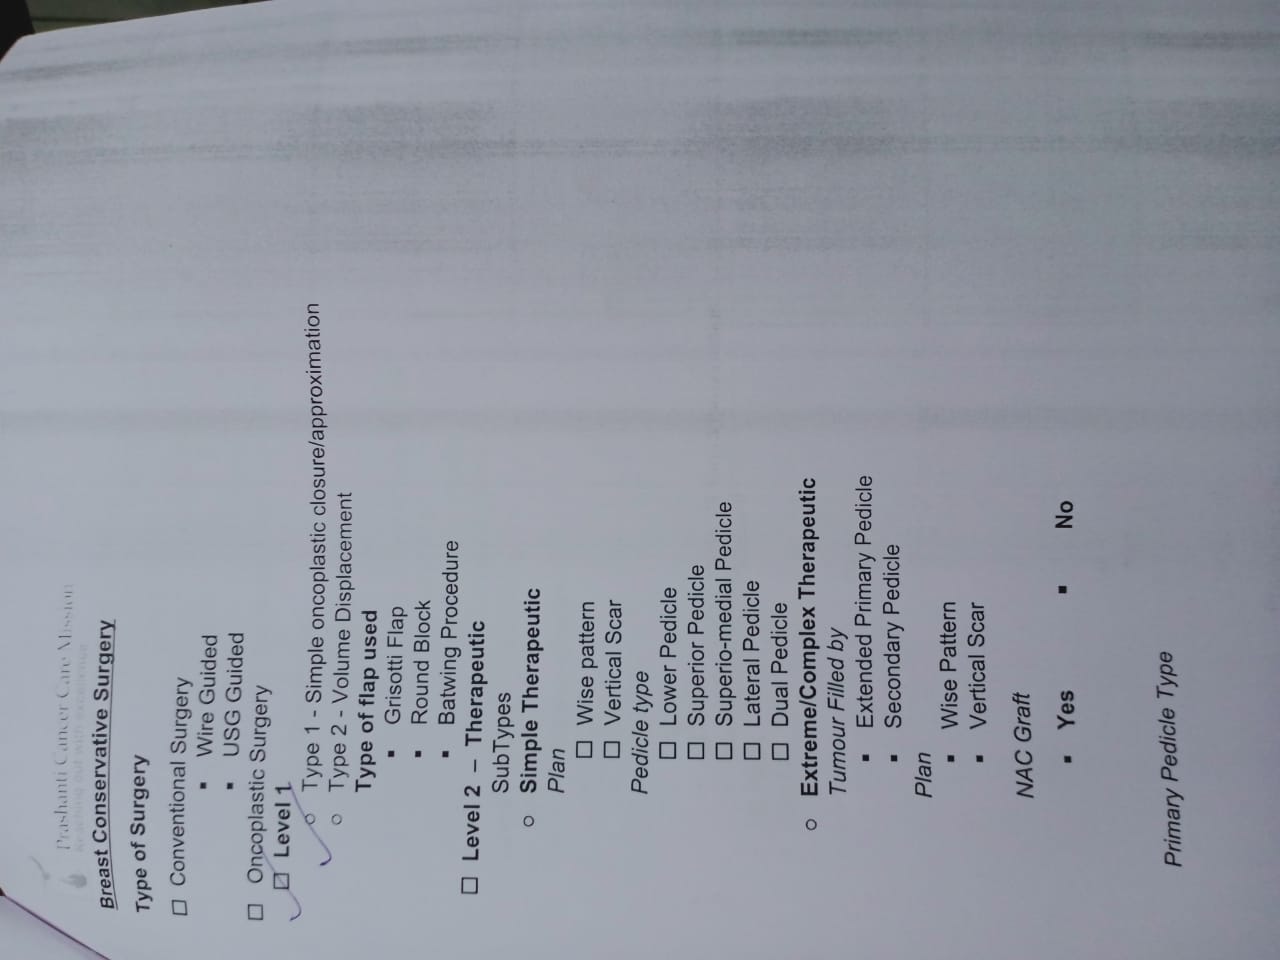 Prashanti Cancer Care Mission
Breast Conservative Surgery
Type of Surgery
☐ Conventional Surgery
▪ Wire Guided
▪ USG Guided
☐ Oncoplastic Surgery
☑ Level 1
○ Type 1 - Simple oncoplastic closure/approximation
○ Type 2 - Volume Displacement
Type of flap used
▪ Grisotti Flap
▪ Round Block
▪ Batwing Procedure
☐ Level 2 – Therapeutic
SubTypes
○ Simple Therapeutic
Plan
☐ Wise pattern
☐ Vertical Scar
Pedicle type
☐ Lower Pedicle
☐ Superior Pedicle
☐ Superio-medial Pedicle
☐ Lateral Pedicle
☐ Dual Pedicle
○ Extreme/Complex Therapeutic
Tumour Filled by
▪ Extended Primary Pedicle
▪ Secondary Pedicle
Plan
▪ Wise Pattern
▪ Vertical Scar
NAC Graft
▪ Yes ▪ No
Primary Pedicle Type